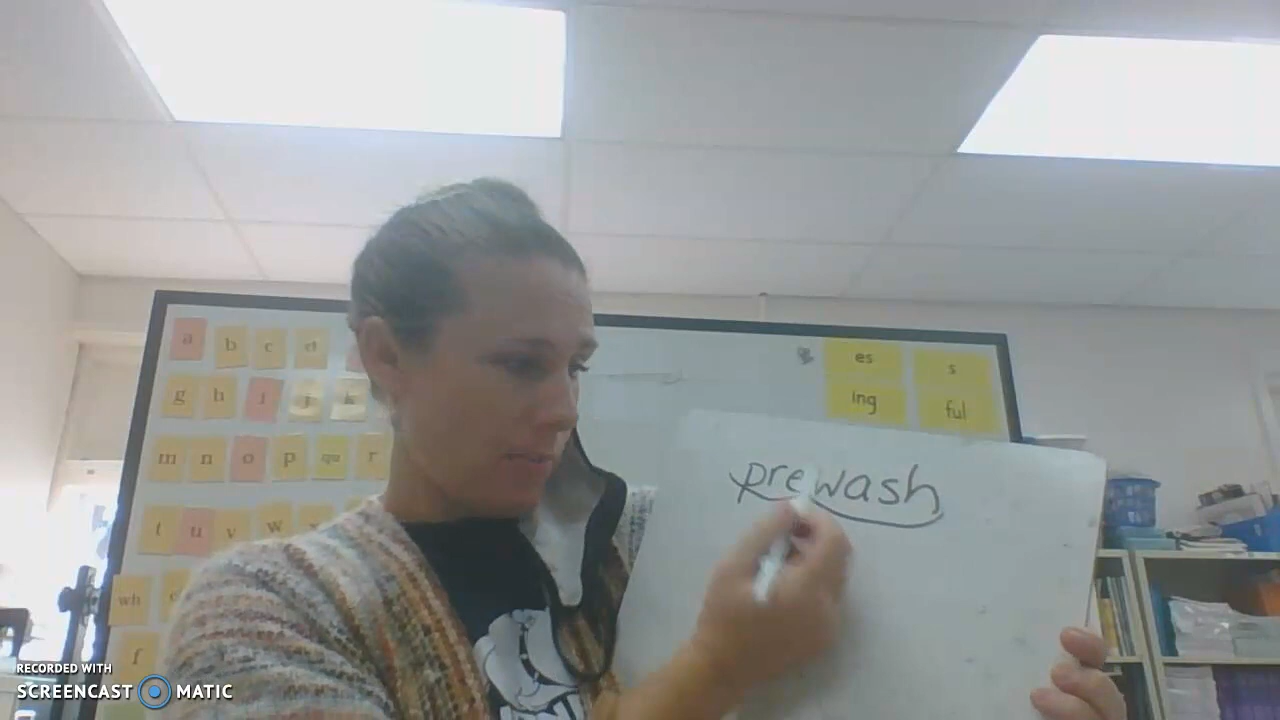 a b c d
g h i j k
m n o p qu r
t u v w x
wh
f
es s
ing ful
prewash
RECORDED WITH
SCREENCAST MATIC